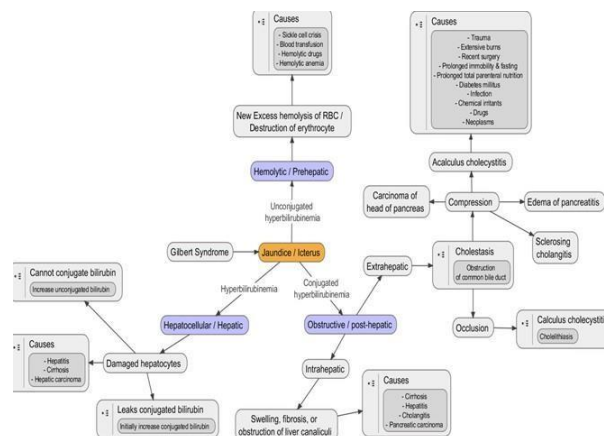 Causes
- Sickle cell crisis
- Blood transfusion
- Hemolytic drugs
- Hemolytic anemia
New Excess hemolysis of RBC /
Destruction of erythrocyte
Hemolytic / Prehepatic
Unconjugated
hyperbilirubinemia
Gilbert Syndrome
Jaundice / Icterus
Hyperbilirubinemia
Conjugated
hyperbilirubinemia
Hepatocellular / Hepatic
Obstructive / post-hepatic
Cannot conjugate bilirubin
Increase unconjugated bilirubin
Causes
- Hepatitis
- Cirrhosis
- Hepatic carcinoma
Damaged hepatocytes
Leaks conjugated bilirubin
Initially increase conjugated bilirubin
Intrahepatic
Swelling, fibrosis, or
obstruction of liver canaliculi
Causes
- Cirrhosis
- Hepatitis
- Cholangitis
- Pancreatic carcinoma
Extrahepatic
Cholestasis
Obstruction
of common bile duct
Occlusion
Calculus cholecystiti
Cholelithiasis
Compression
Carcinoma of
head of pancreas
Edema of pancreatitis
Sclerosing
cholangitis
Acalculus cholecystitis
Causes
- Trauma
- Extensive burns
- Recent surgery
- Prolonged immobility & fasting
- Prolonged total parenteral nutrition
- Diabetes millitus
- Infection
- Chemical irritants
- Drugs
- Neoplasms